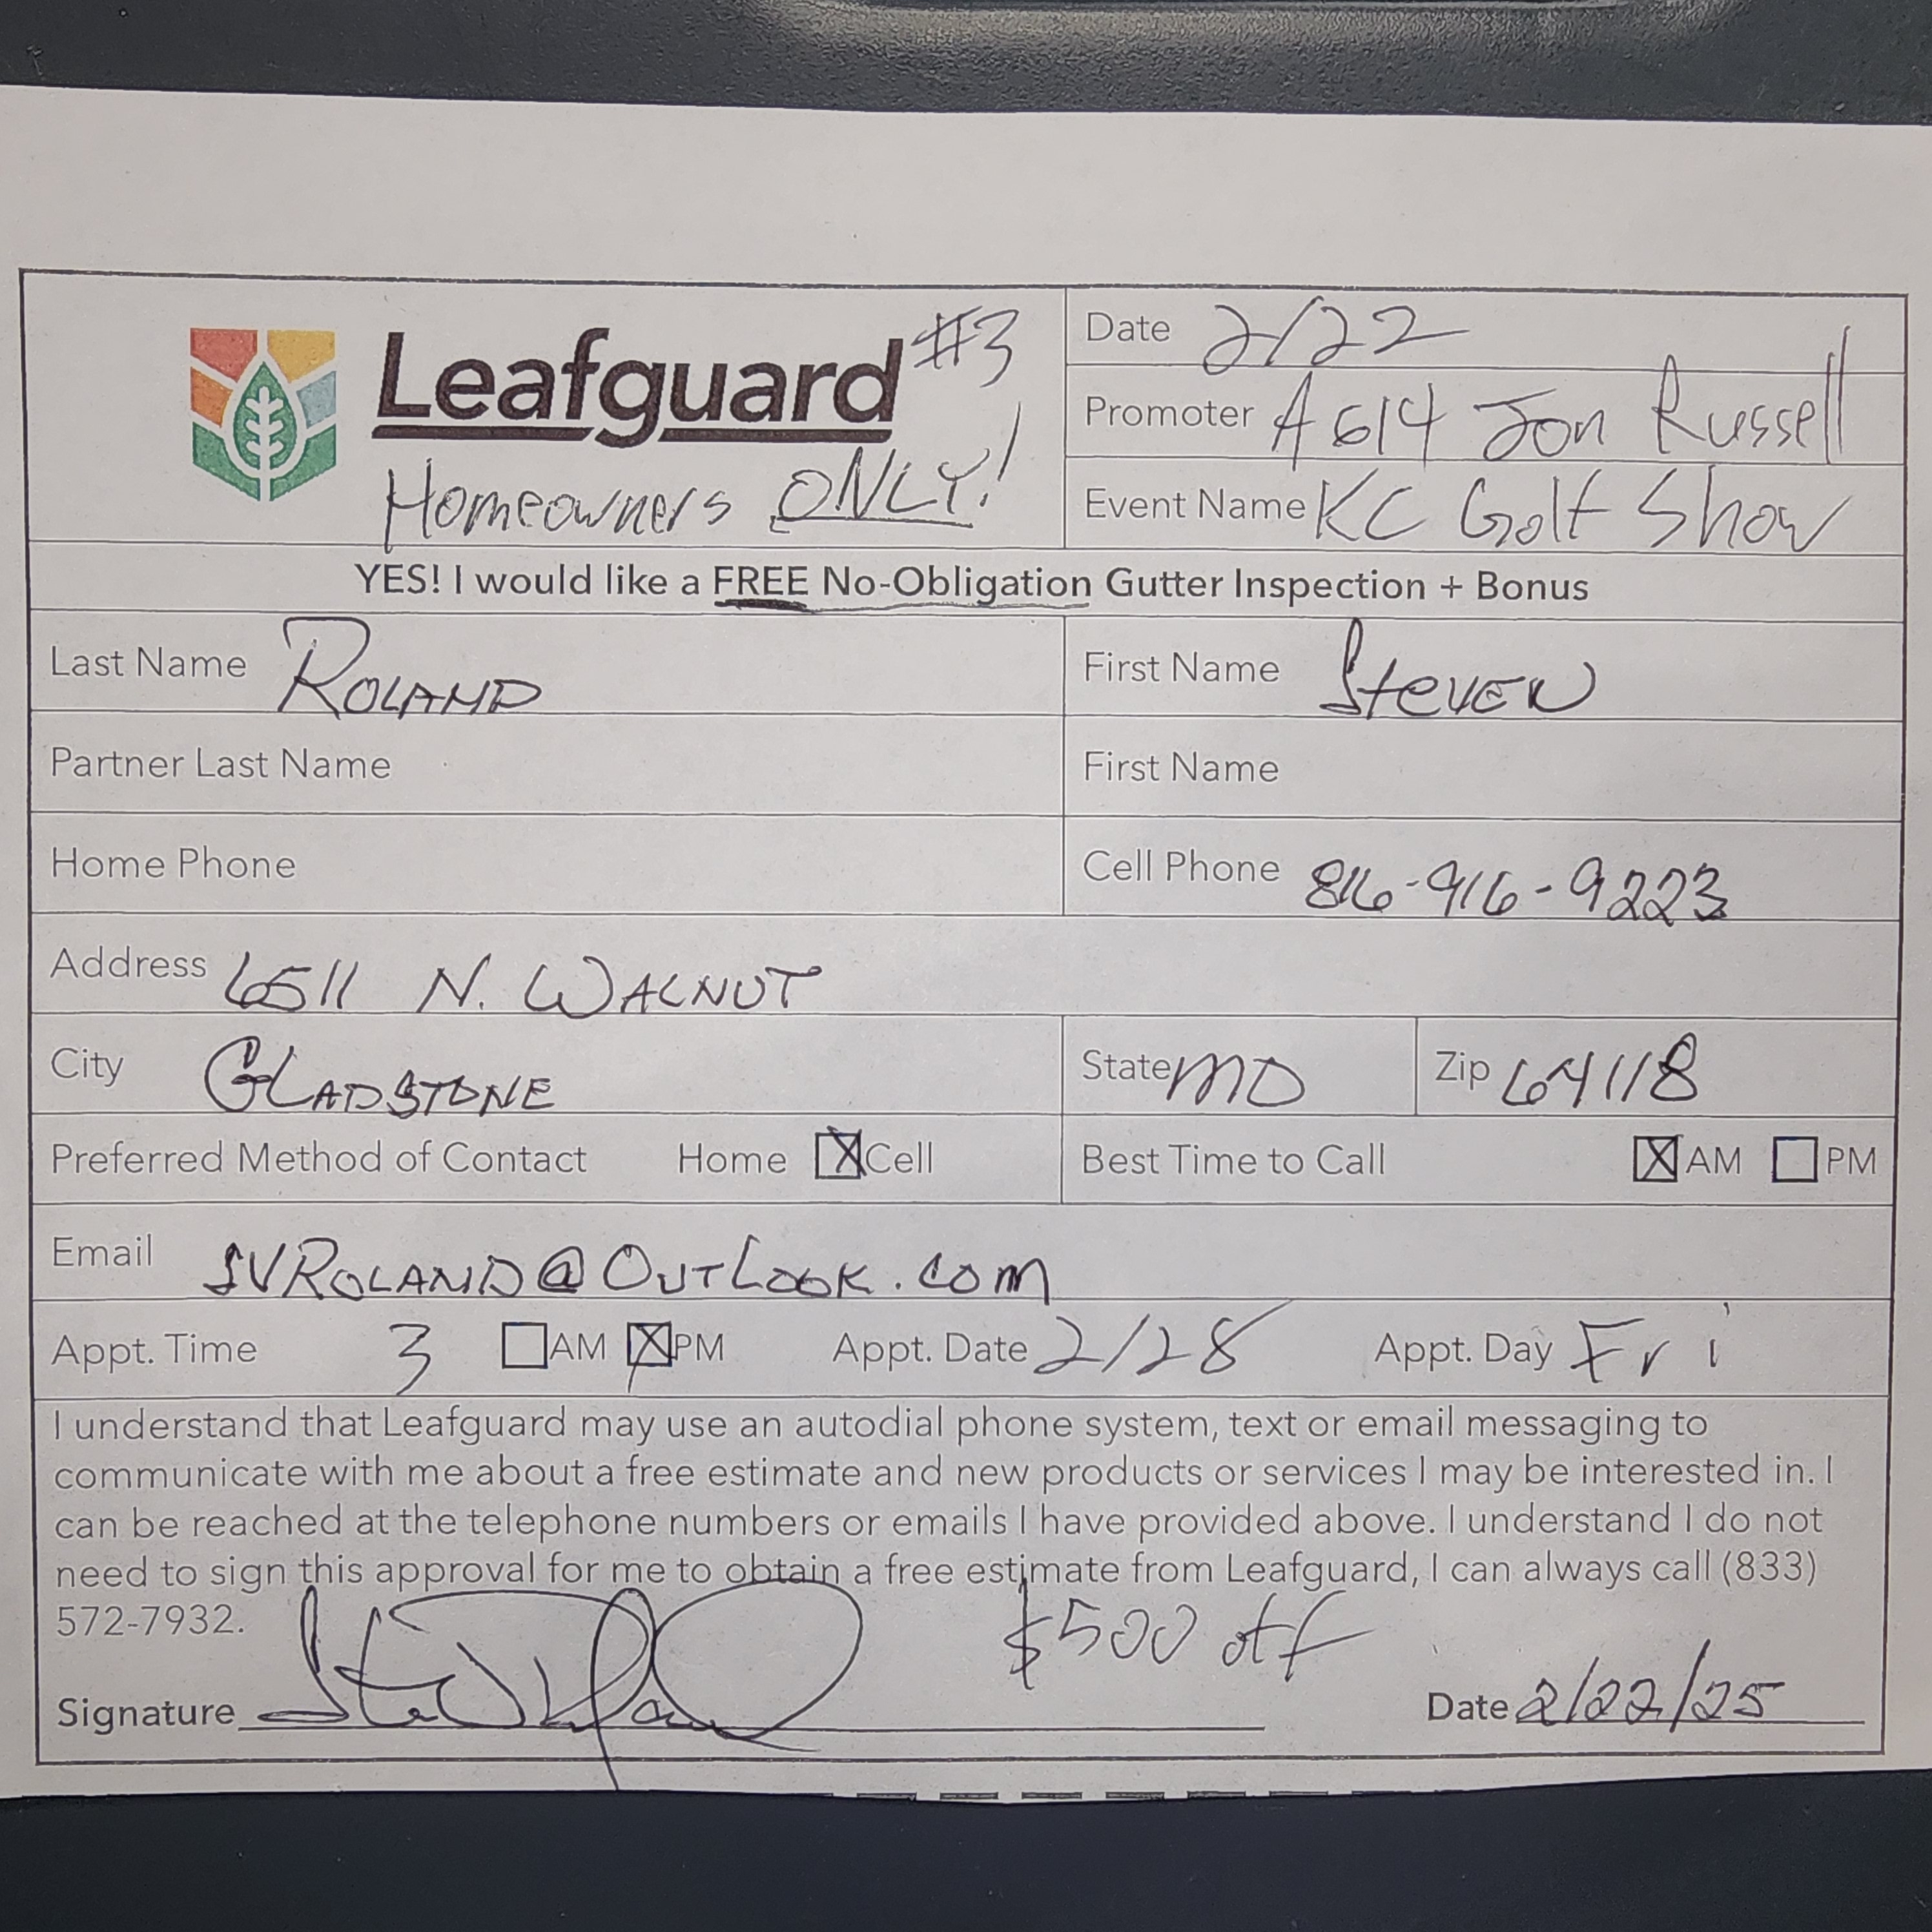 Leafguard #3
Homeowners ONLY!
Date 2/22
Promoter A614 Jon Russell
Event Name KC Golf Show
YES! I would like a FREE No-Obligation Gutter Inspection + Bonus
Last Name ROLAND First Name STEVEN
Partner Last Name First Name
Home Phone Cell Phone 816-916-9223
Address 6511 N. WALNUT
City GLADSTONE State MO Zip 64118
Preferred Method of Contact Home X Cell Best Time to Call X AM PM
Email SVROLAND@OUTLOOK.com
Appt. Time 3 AM X PM Appt. Date 2/28 Appt. Day Fri
I understand that Leafguard may use an autodial phone system, text or email messaging to
communicate with me about a free estimate and new products or services I may be interested in. I
can be reached at the telephone numbers or emails I have provided above. I understand I do not
need to sign this approval for me to obtain a free estimate from Leafguard, I can always call (833)
572-7932.
$500 off
Signature Date 2/22/25